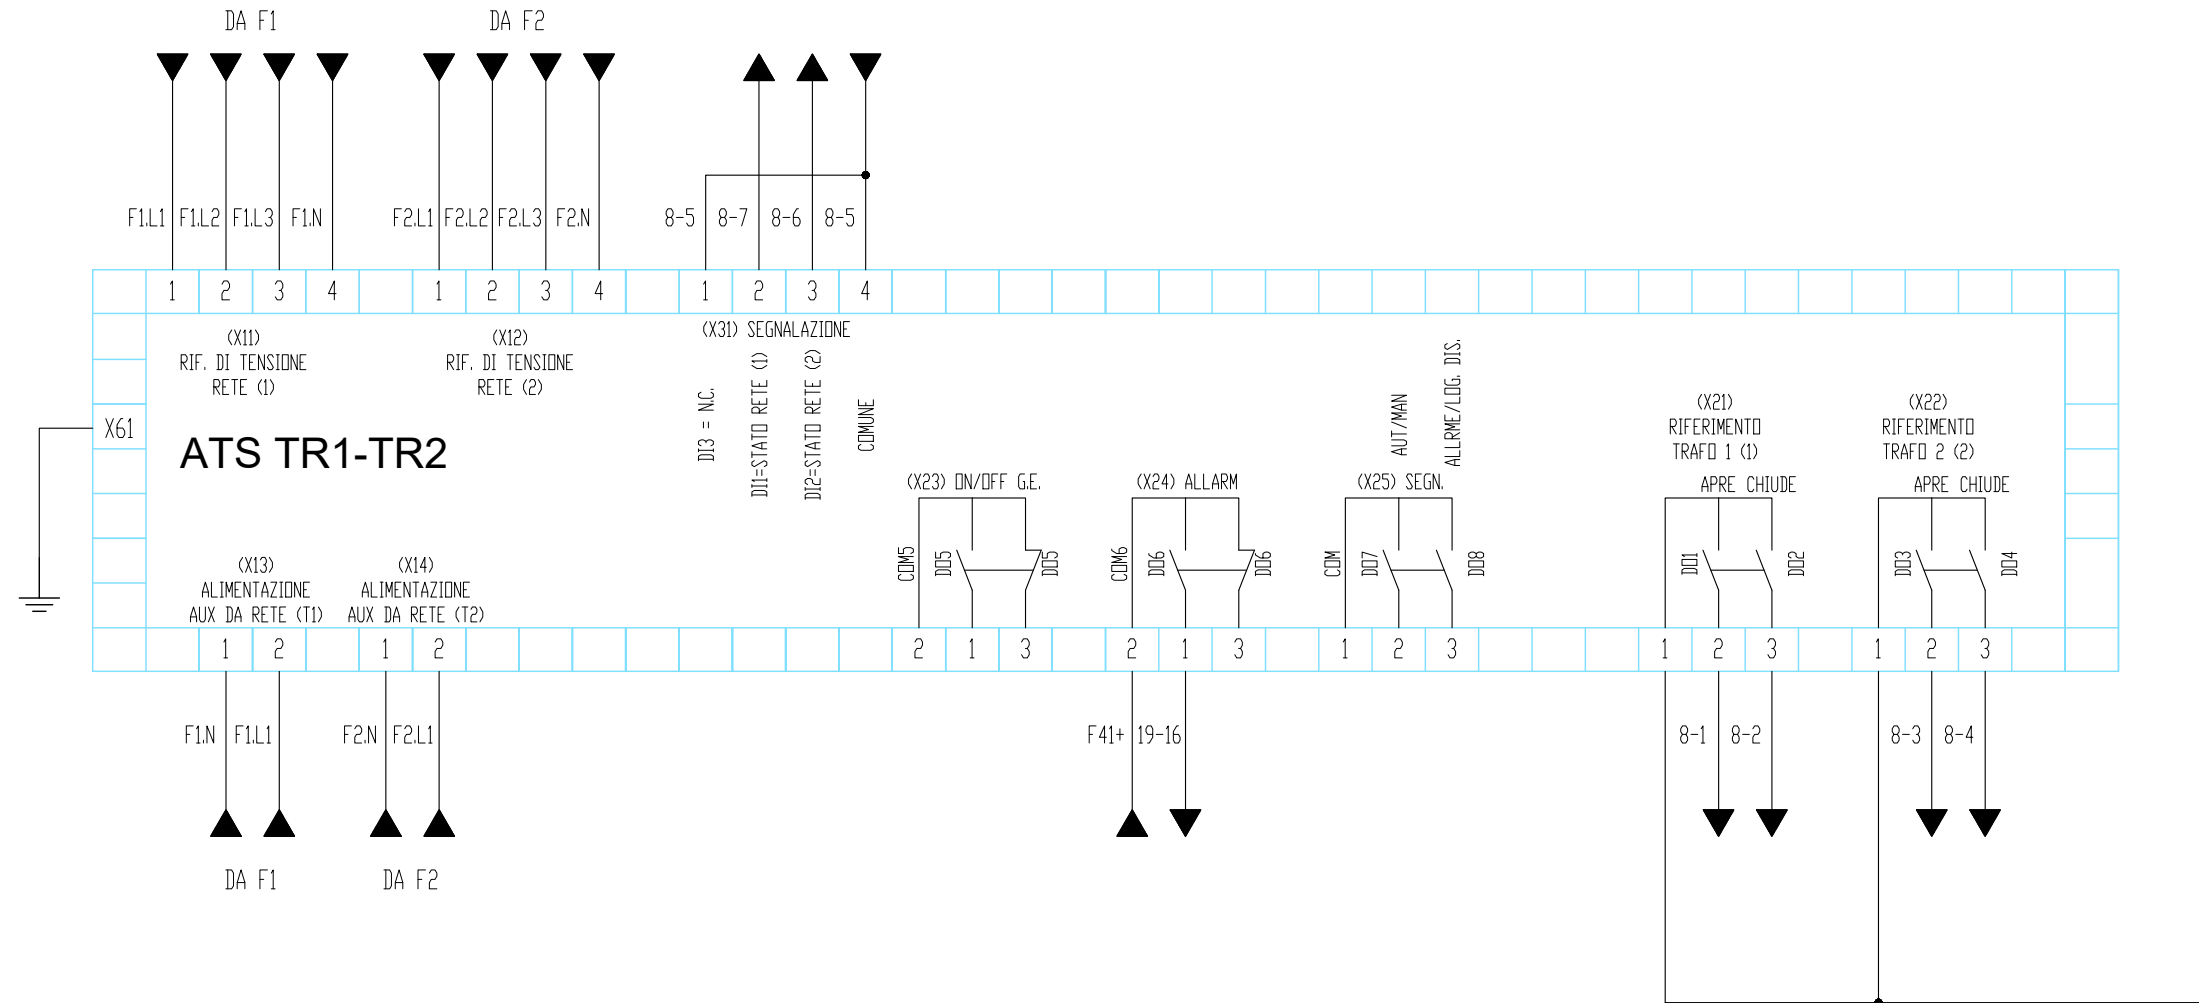 DA F1
DA F2
F1.L1 F1.L2 F1.L3 F1.N
F2.L1 F2.L2 F2.L3 F2.N
8-5 8-7 8-6 8-5
1 2 3 4
1 2 3 4
1 2 3 4
(X11)
RIF. DI TENSIONE
RETE (1)
(X12)
RIF. DI TENSIONE
RETE (2)
(X31) SEGNALAZIONE
DI3 = N.C.
DI1=STATO RETE (1)
DI2=STATO RETE (2)
COMUNE
X61
ATS TR1-TR2
AUT/MAN
ALLRME/LOG. DIS.
(X21)
RIFERIMENTO
TRAFO 1 (1)
APRE CHIUDE
(X22)
RIFERIMENTO
TRAFO 2 (2)
APRE CHIUDE
(X23) ON/OFF G.E.
(X24) ALLARM
(X25) SEGN.
COM5
DO5
DO5
COM6
DO6
DO6
COM
DO7
DO8
DO1
DO2
DO3
DO4
(X13)
ALIMENTAZIONE
AUX DA RETE (T1)
(X14)
ALIMENTAZIONE
AUX DA RETE (T2)
1 2
1 2
2 1 3
2 1 3
1 2 3
1 2 3
1 2 3
F1.N F1.L1
F2.N F2.L1
F41+ 19-16
8-1 8-2
8-3 8-4
DA F1
DA F2